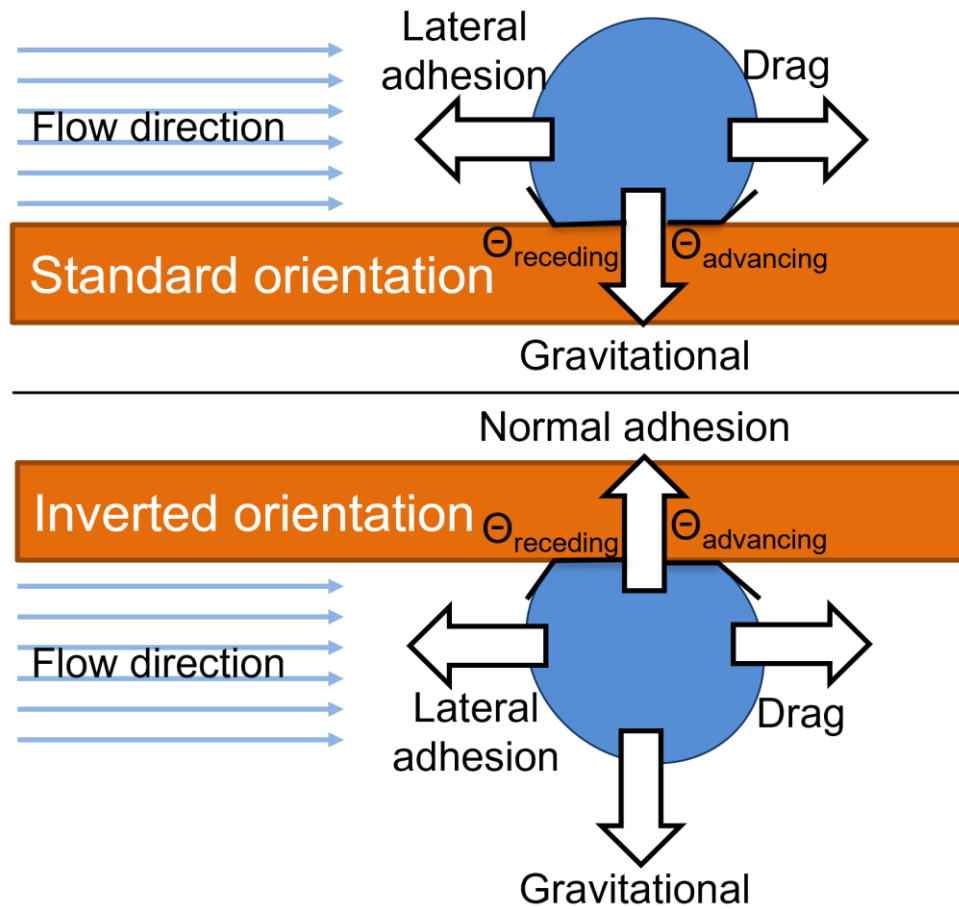 Lateral
adhesion
Drag
Flow direction
Θreceding
Θadvancing
Standard orientation
Gravitational
Normal adhesion
Inverted orientation
Θreceding
Θadvancing
Flow direction
Lateral
adhesion
Drag
Gravitational